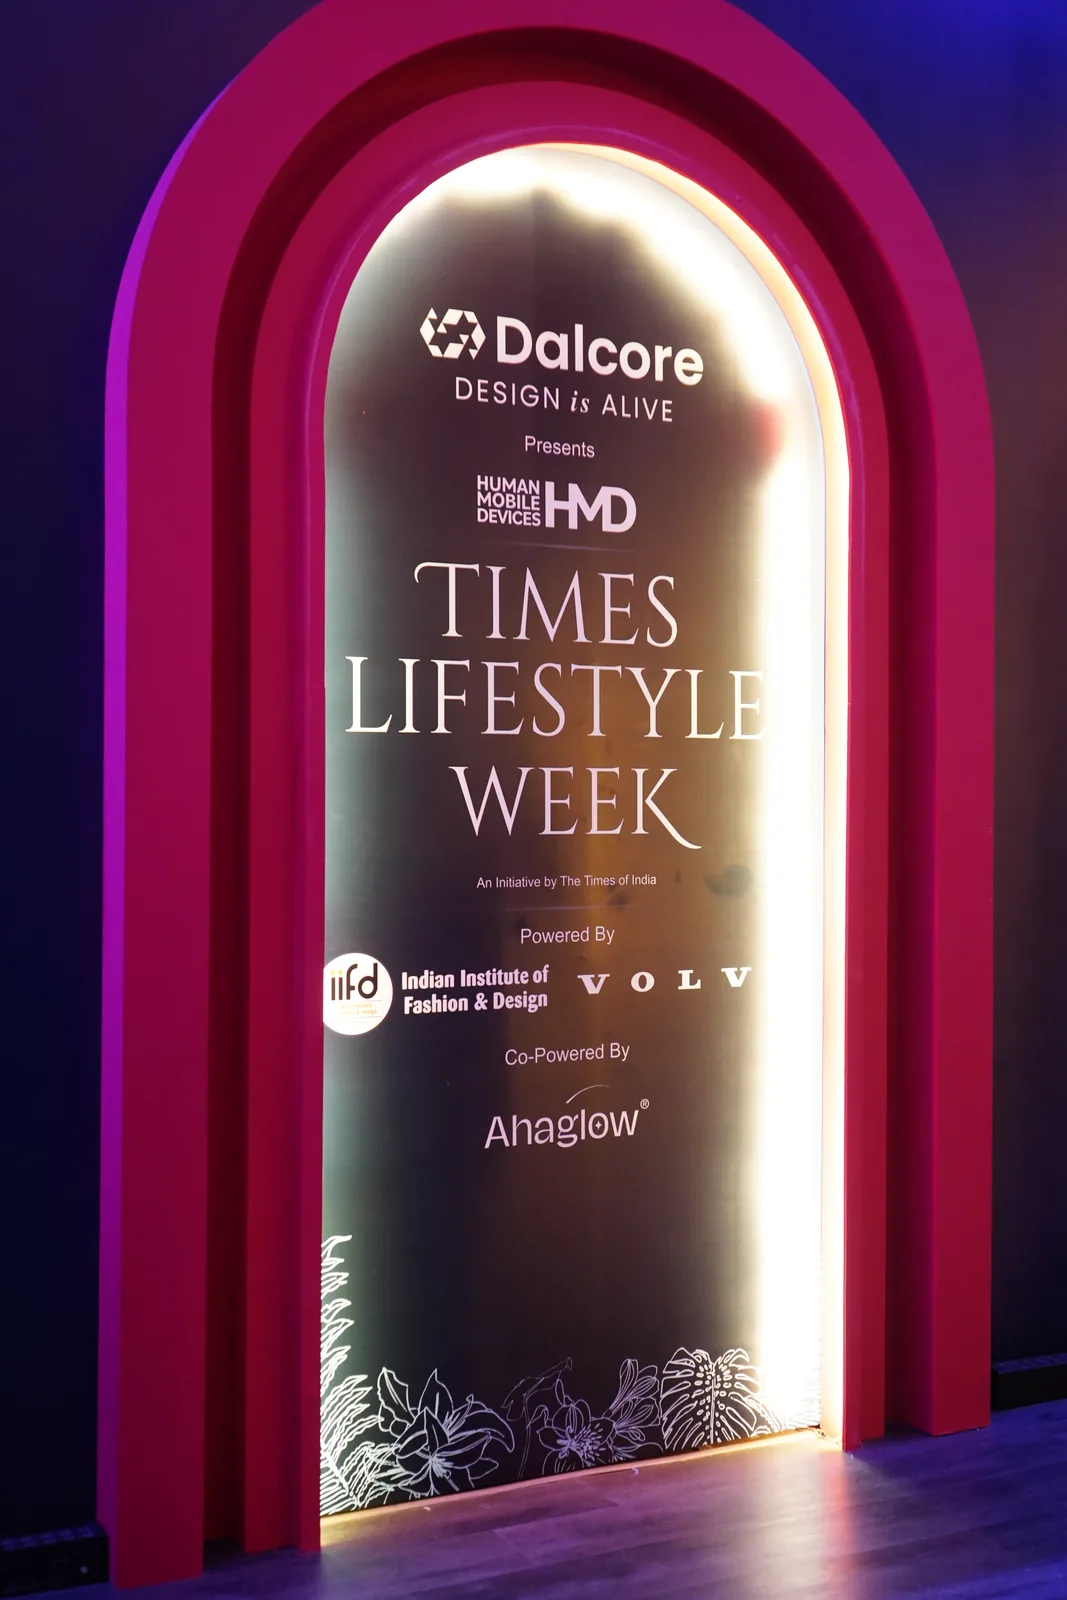 Dalcore
DESIGN is ALIVE
Presents
HUMAN
MOBILE
DEVICES
HMD
TIMES
LIFESTYLE
WEEK
An Initiative by The Times of India
Powered By
iifd
Indian Institute of
Fashion & Design
VOLV
Co-Powered By
Ahaglow®